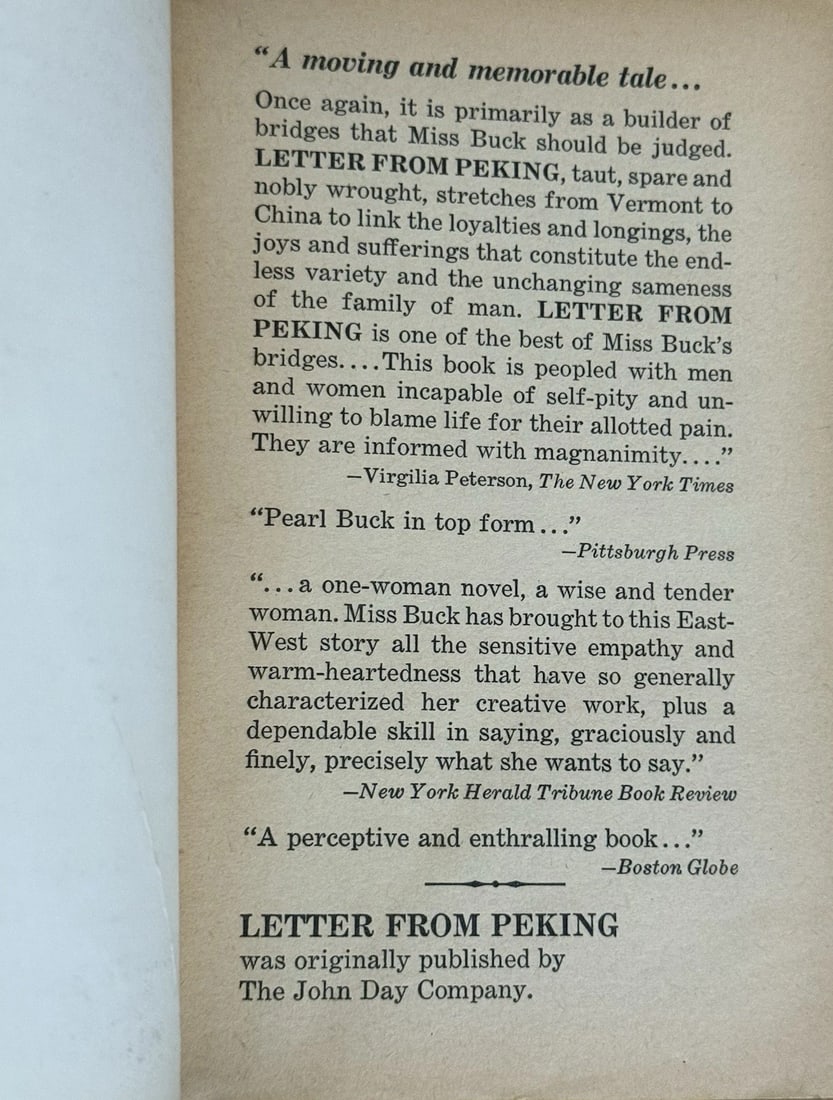 “A moving and memorable tale...
Once again, it is primarily as a builder of
bridges that Miss Buck should be judged.
LETTER FROM PEKING, taut, spare and
nobly wrought, stretches from Vermont to
China to link the loyalties and longings, the
joys and sufferings that constitute the end-
less variety and the unchanging sameness
of the family of man. LETTER FROM
PEKING is one of the best of Miss Buck’s
bridges....This book is peopled with men
and women incapable of self-pity and un-
willing to blame life for their allotted pain.
They are informed with magnanimity....”
—Virgilia Peterson, The New York Times
“Pearl Buck in top form...”
—Pittsburgh Press
“...a one-woman novel, a wise and tender
woman. Miss Buck has brought to this East-
West story all the sensitive empathy and
warm-heartedness that have so generally
characterized her creative work, plus a
dependable skill in saying, graciously and
finely, precisely what she wants to say.”
—New York Herald Tribune Book Review
“A perceptive and enthralling book...”
—Boston Globe
LETTER FROM PEKING
was originally published by
The John Day Company.